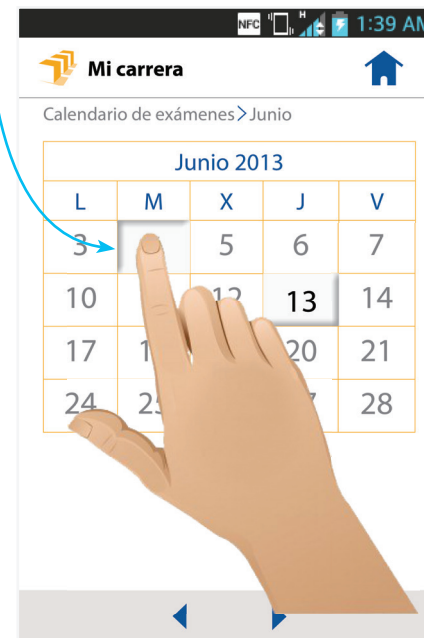 NFC H 1:39 AM
Mi carrera
Calendario de exámenes > Junio
Junio 2013
L M X J V
3 5 6 7
10 12 13 14
17 20 21
24 28